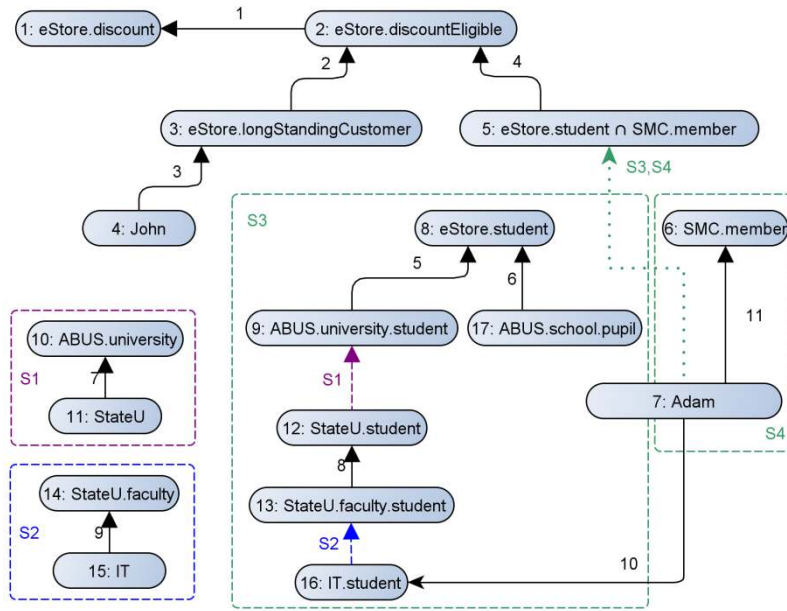 1
1: eStore.discount
2: eStore.discountEligible
2
4
3: eStore.longStandingCustomer
5: eStore.student ∩ SMC.member
3
S3,S4
4: John
S3
8: eStore.student
6: SMC.member
5
6
9: ABUS.university.student
17: ABUS.school.pupil
11
10: ABUS.university
S1
7
S1
11: StateU
7: Adam
12: StateU.student
S4
8
14: StateU.faculty
13: StateU.faculty.student
S2
9
S2
15: IT
16: IT.student
10